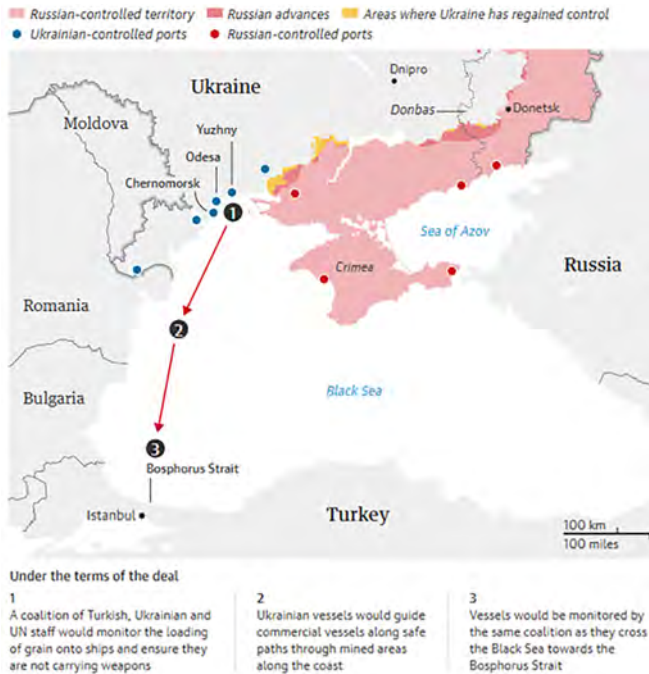 Russian-controlled territory Russian advances Areas where Ukraine has regained control
Ukrainian-controlled ports Russian-controlled ports
Dnipro
Ukraine
Donbas
Donetsk
Moldova
Yuzhny
Odesa
Chernomorsk
1
Sea of Azov
Russia
Crimea
Romania
2
Black Sea
Bulgaria
3
Bosphorus Strait
Istanbul
Turkey
100 km
100 miles
Under the terms of the deal
1
A coalition of Turkish, Ukrainian and
UN staff would monitor the loading
of grain onto ships and ensure they
are not carrying weapons
2
Ukrainian vessels would guide
commercial vessels along safe
paths through mined areas
along the coast
3
Vessels would be monitored by
the same coalition as they cross
the Black Sea towards the
Bosphorus Strait